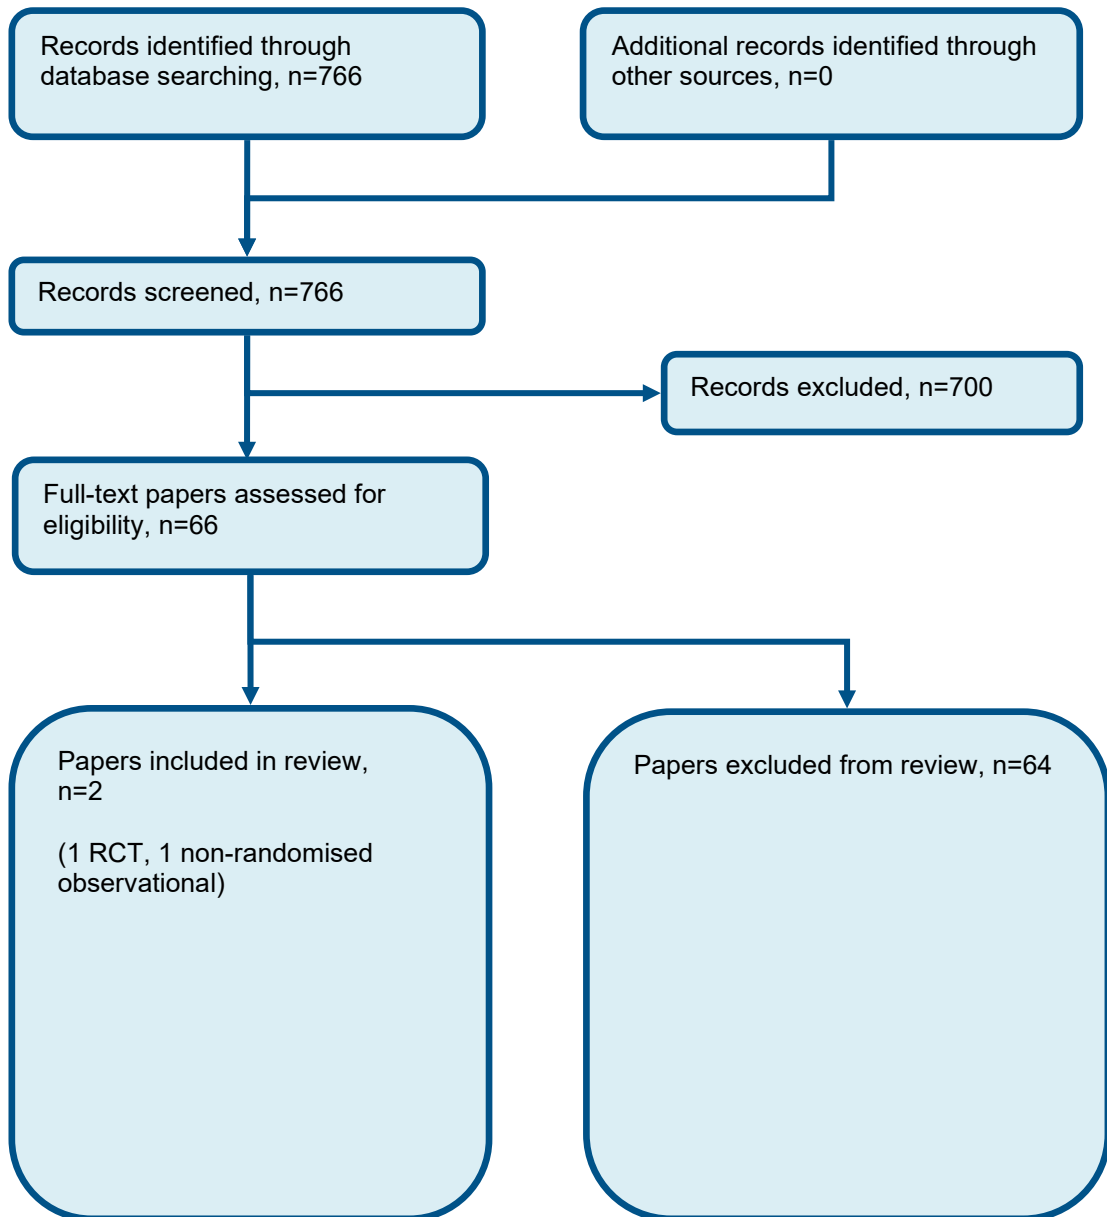 Records identified through
database searching, n=766
Additional records identified through
other sources, n=0
Records screened, n=766
Records excluded, n=700
Full-text papers assessed for
eligibility, n=66
Papers included in review,
n=2
(1 RCT, 1 non-randomised
observational)
Papers excluded from review, n=64